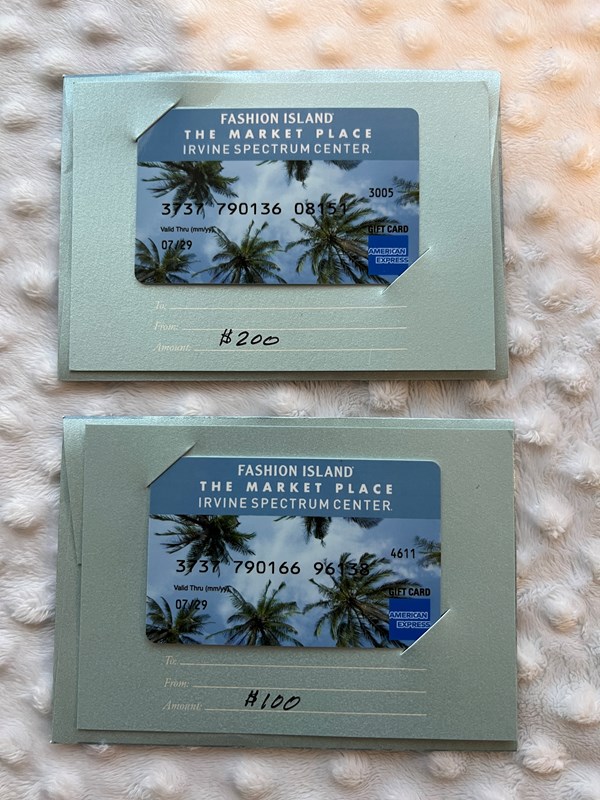 FASHION ISLAND
THE MARKET PLACE
IRVINE SPECTRUM CENTER
3005
3737 790136 08151
Valid Thru (mm/yy)
GIFT CARD
07/29
AMERICAN
EXPRESS
To:
From:
Amount: $200
FASHION ISLAND
THE MARKET PLACE
IRVINE SPECTRUM CENTER
4611
3737 790166 96138
Valid Thru (mm/yy)
GIFT CARD
07/29
AMERICAN
EXPRESS
To:
From:
Amount: $100